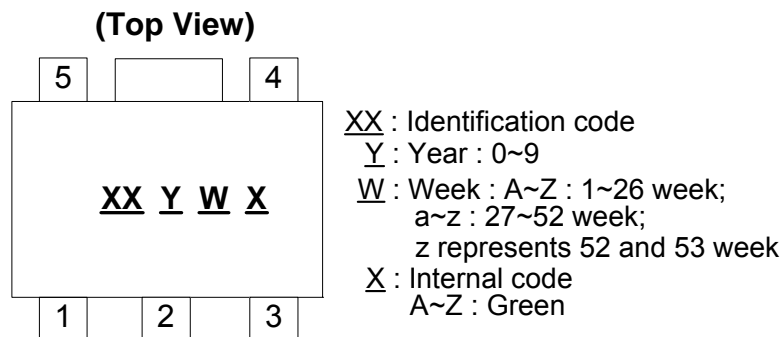 (Top View)
5 4
XX Y W X
1 2 3
XX : Identification code
Y : Year : 0~9
W : Week : A~Z : 1~26 week;
a~z : 27~52 week;
z represents 52 and 53 week
X : Internal code
A~Z : Green